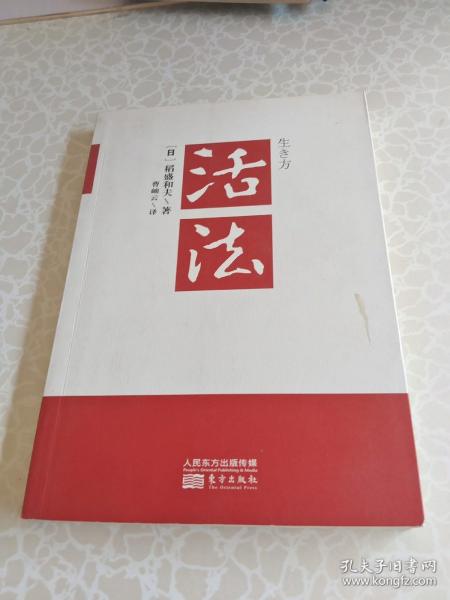 生き方
活法
［日］稻盛和夫＼著
曹岫云＼译
人民东方出版传媒
People's Oriental Publishing & Media
东方出版社
The Oriental Press
孔夫子旧书网
www.kongfz.com